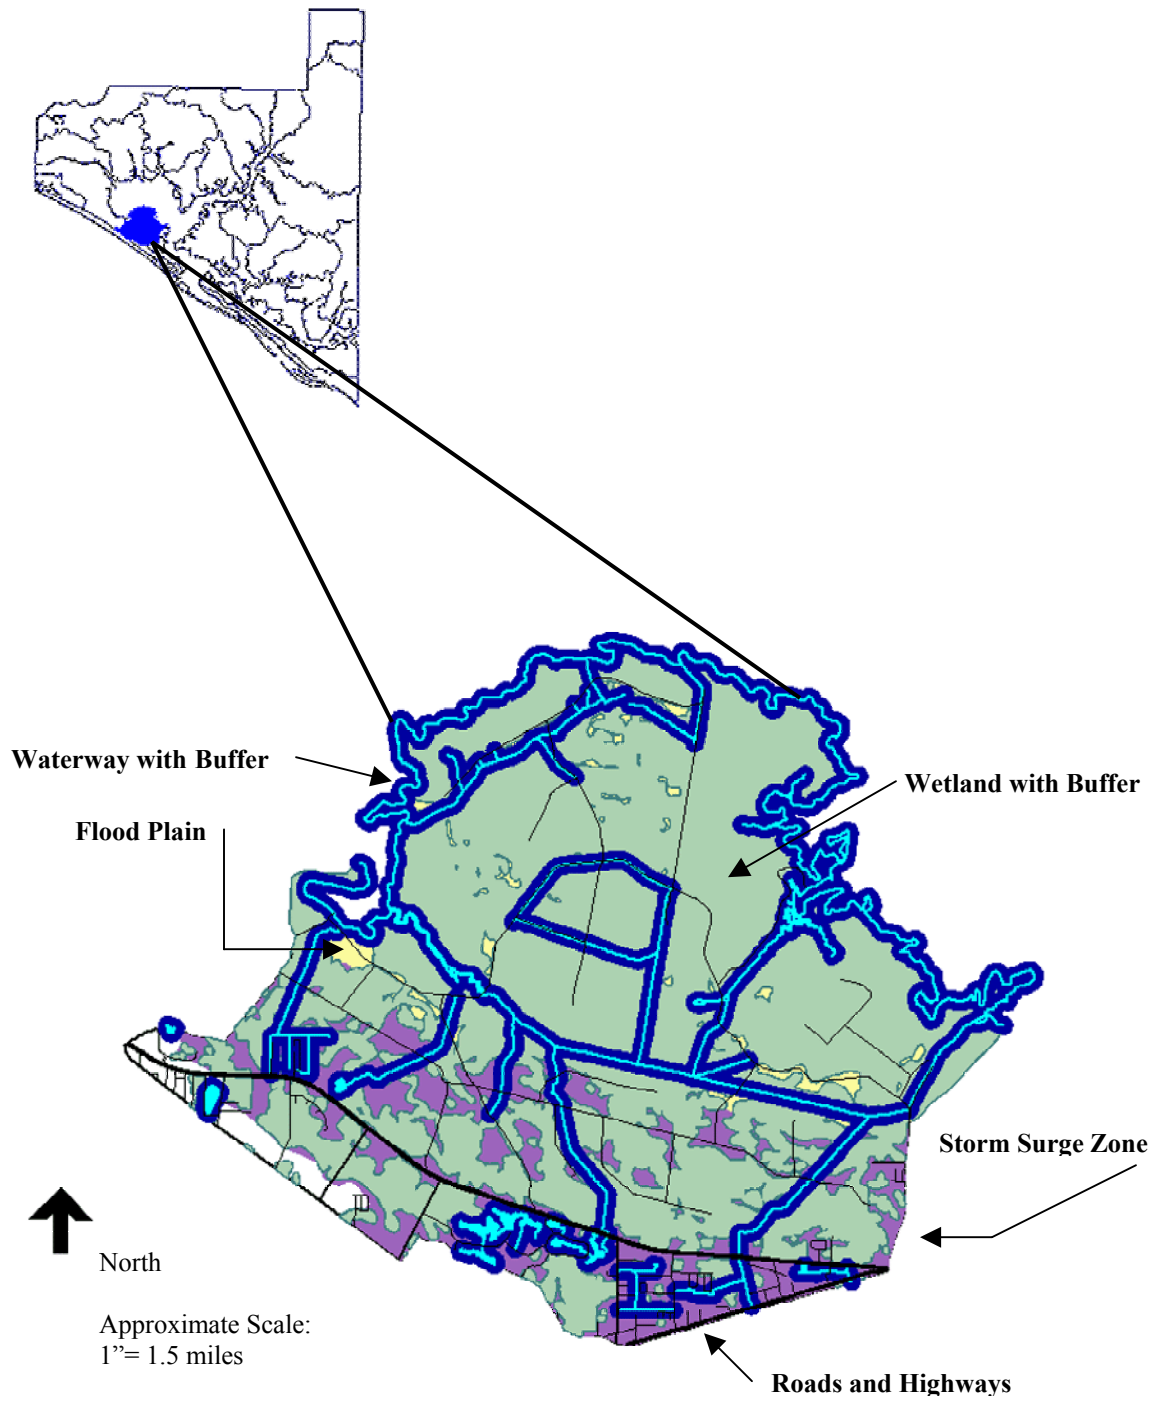 Waterway with Buffer
Wetland with Buffer
Flood Plain
Storm Surge Zone
North
Approximate Scale:
1”= 1.5 miles
Roads and Highways